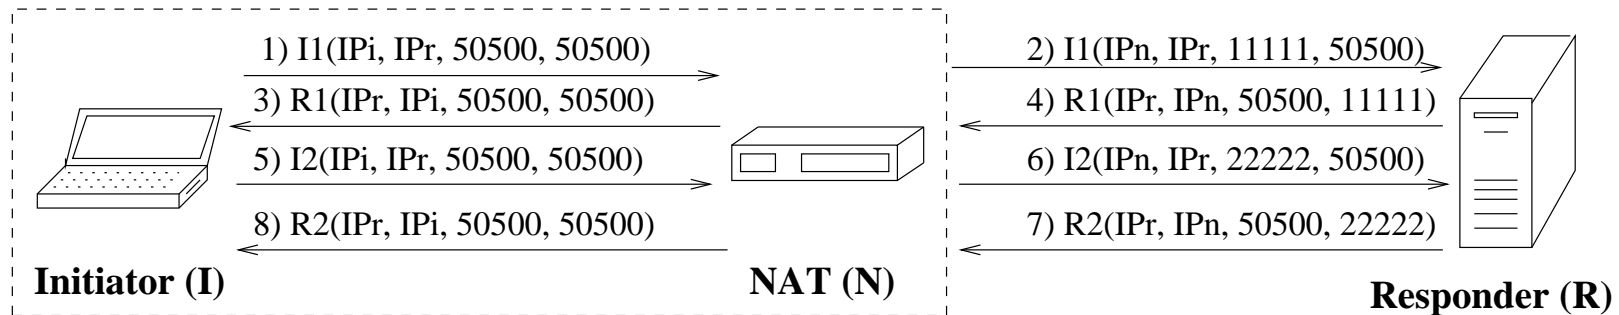 1) I1(IPi, IPr, 50500, 50500)
2) I1(IPn, IPr, 11111, 50500)
3) R1(IPr, IPi, 50500, 50500)
4) R1(IPr, IPn, 50500, 11111)
5) I2(IPi, IPr, 50500, 50500)
6) I2(IPn, IPr, 22222, 50500)
8) R2(IPr, IPi, 50500, 50500)
7) R2(IPr, IPn, 50500, 22222)
Initiator (I)
NAT (N)
Responder (R)